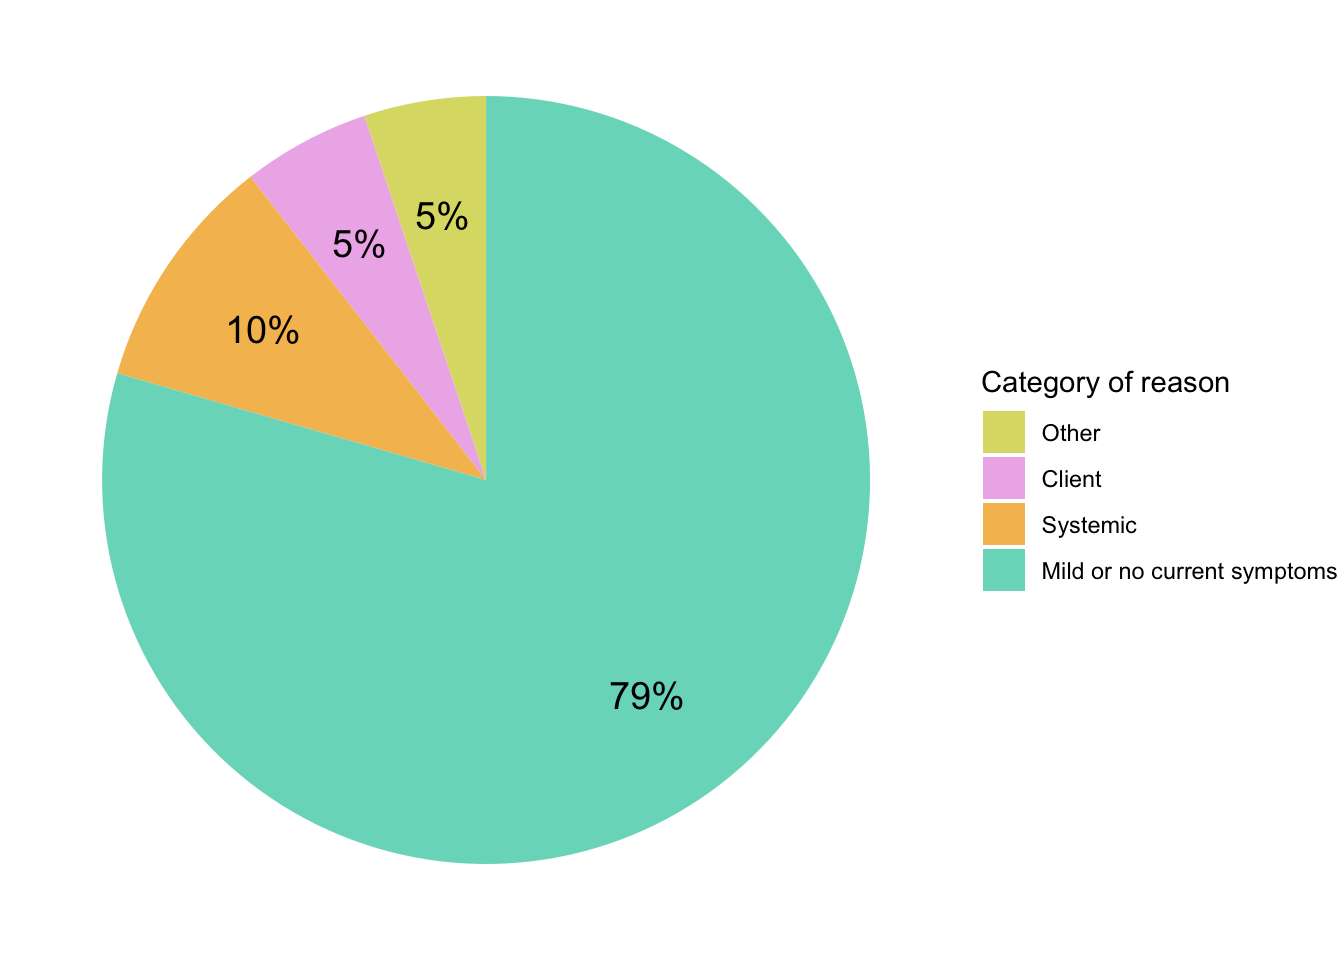 5%
5%
10%
79%
Category of reason
Other
Client
Systemic
Mild or no current symptoms